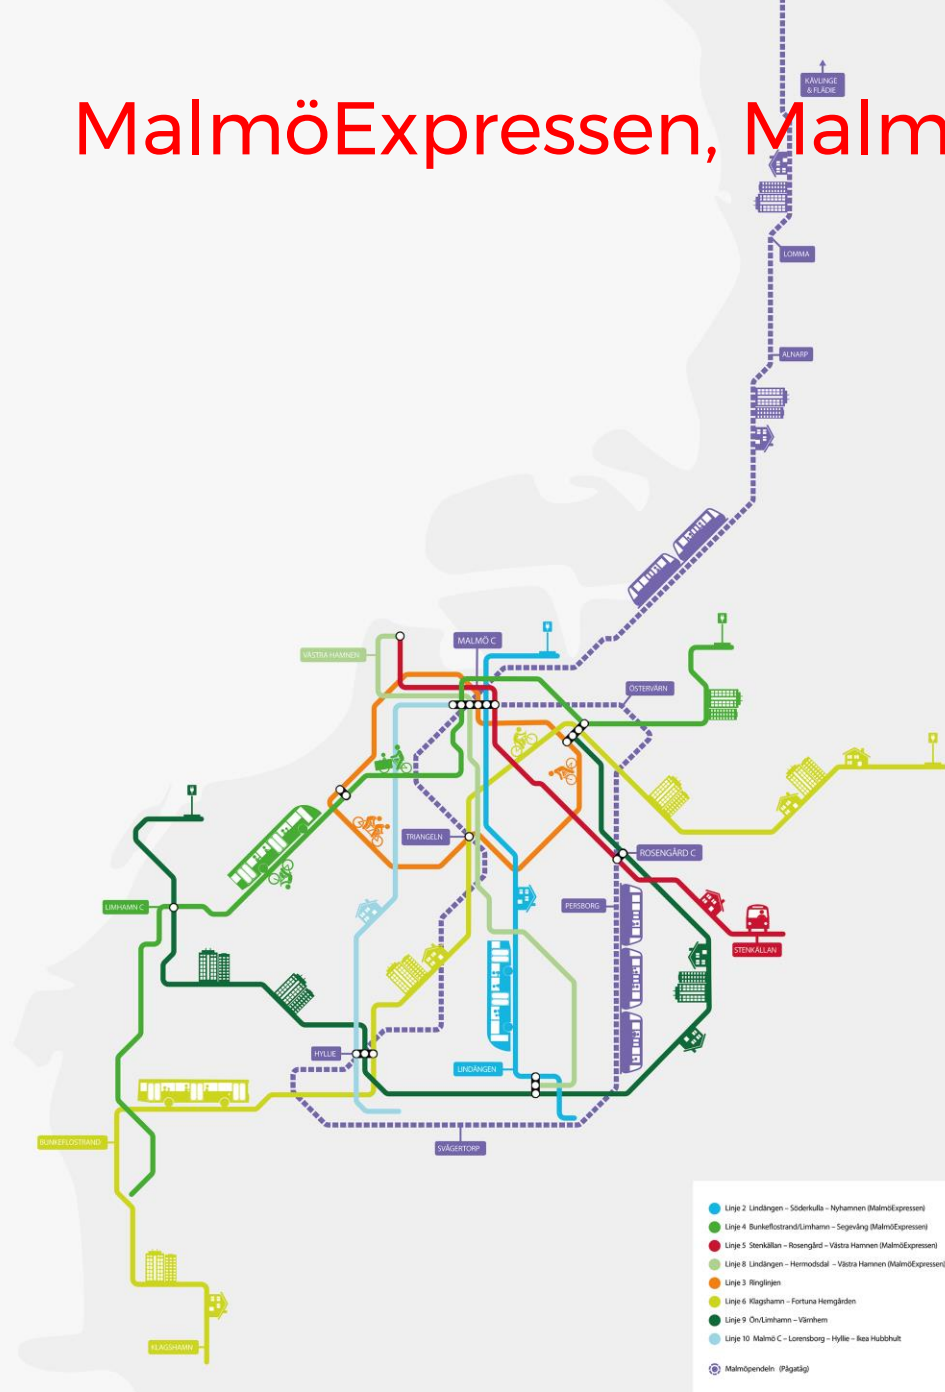 KÄVLINGE
& FLÄDIE
MalmöExpressen, Malm
LOMMA
ALNARP
VÄSTRA HAMNEN
MALMÖ C
ÖSTERVÄRN
TRIANGELN
ROSENGÅRD C
LIMHAMN C
PERSBORG
STENKÄLLAN
HYLLIE
LINDÄNGEN
BUNKEFLOSTRAND
SVÅGERTORP
KLAGSHAMN
Linje 2 Lindängen – Söderkulla – Nyhamnen (MalmöExpressen)
Linje 4 Bunkeflostrand/Limhamn – Segevång (MalmöExpressen)
Linje 5 Stenkällan – Rosengård – Västra Hamnen (MalmöExpressen)
Linje 8 Lindängen – Hermodsdal – Västra Hamnen (MalmöExpressen)
Linje 3 Ringlinjen
Linje 6 Klagshamn – Fortuna Hemgården
Linje 9 Ön/Limhamn – Värnhem
Linje 10 Malmö C – Lorensborg – Hyllie – Ikea Hubbhult
Malmöpendeln (Pågatåg)